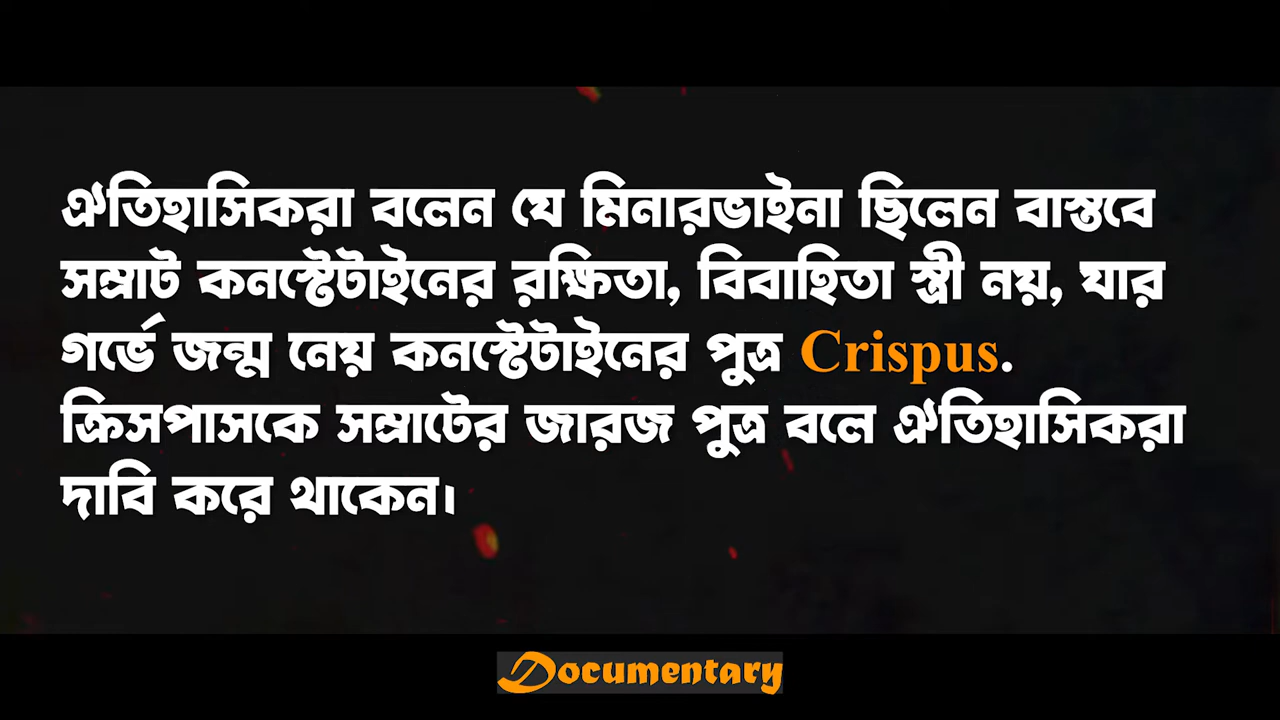 ঐতিহাসিকরা বলেন যে মিনারভাইনা ছিলেন বাস্তবে
সম্রাট কনস্টেটাইনের রক্ষিতা, বিবাহিতা স্ত্রী নয়, যার
গর্ভে জন্ম নেয় কনস্টেটাইনের পুত্র Crispus.
ক্রিসপাসকে সম্রাটের জারজ পুত্র বলে ঐতিহাসিকরা
দাবি করে থাকেন।
Documentary